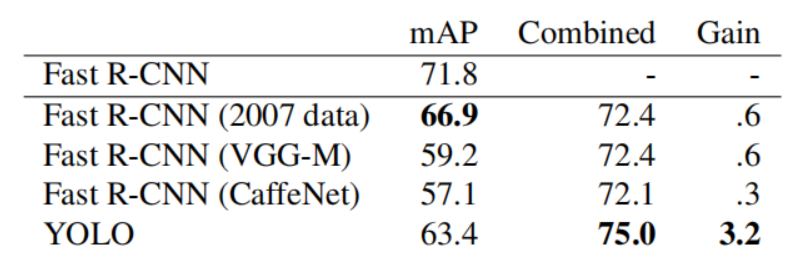 mAP Combined Gain
Fast R-CNN 71.8 - -
Fast R-CNN (2007 data) 66.9 72.4 .6
Fast R-CNN (VGG-M) 59.2 72.4 .6
Fast R-CNN (CaffeNet) 57.1 72.1 .3
YOLO 63.4 75.0 3.2